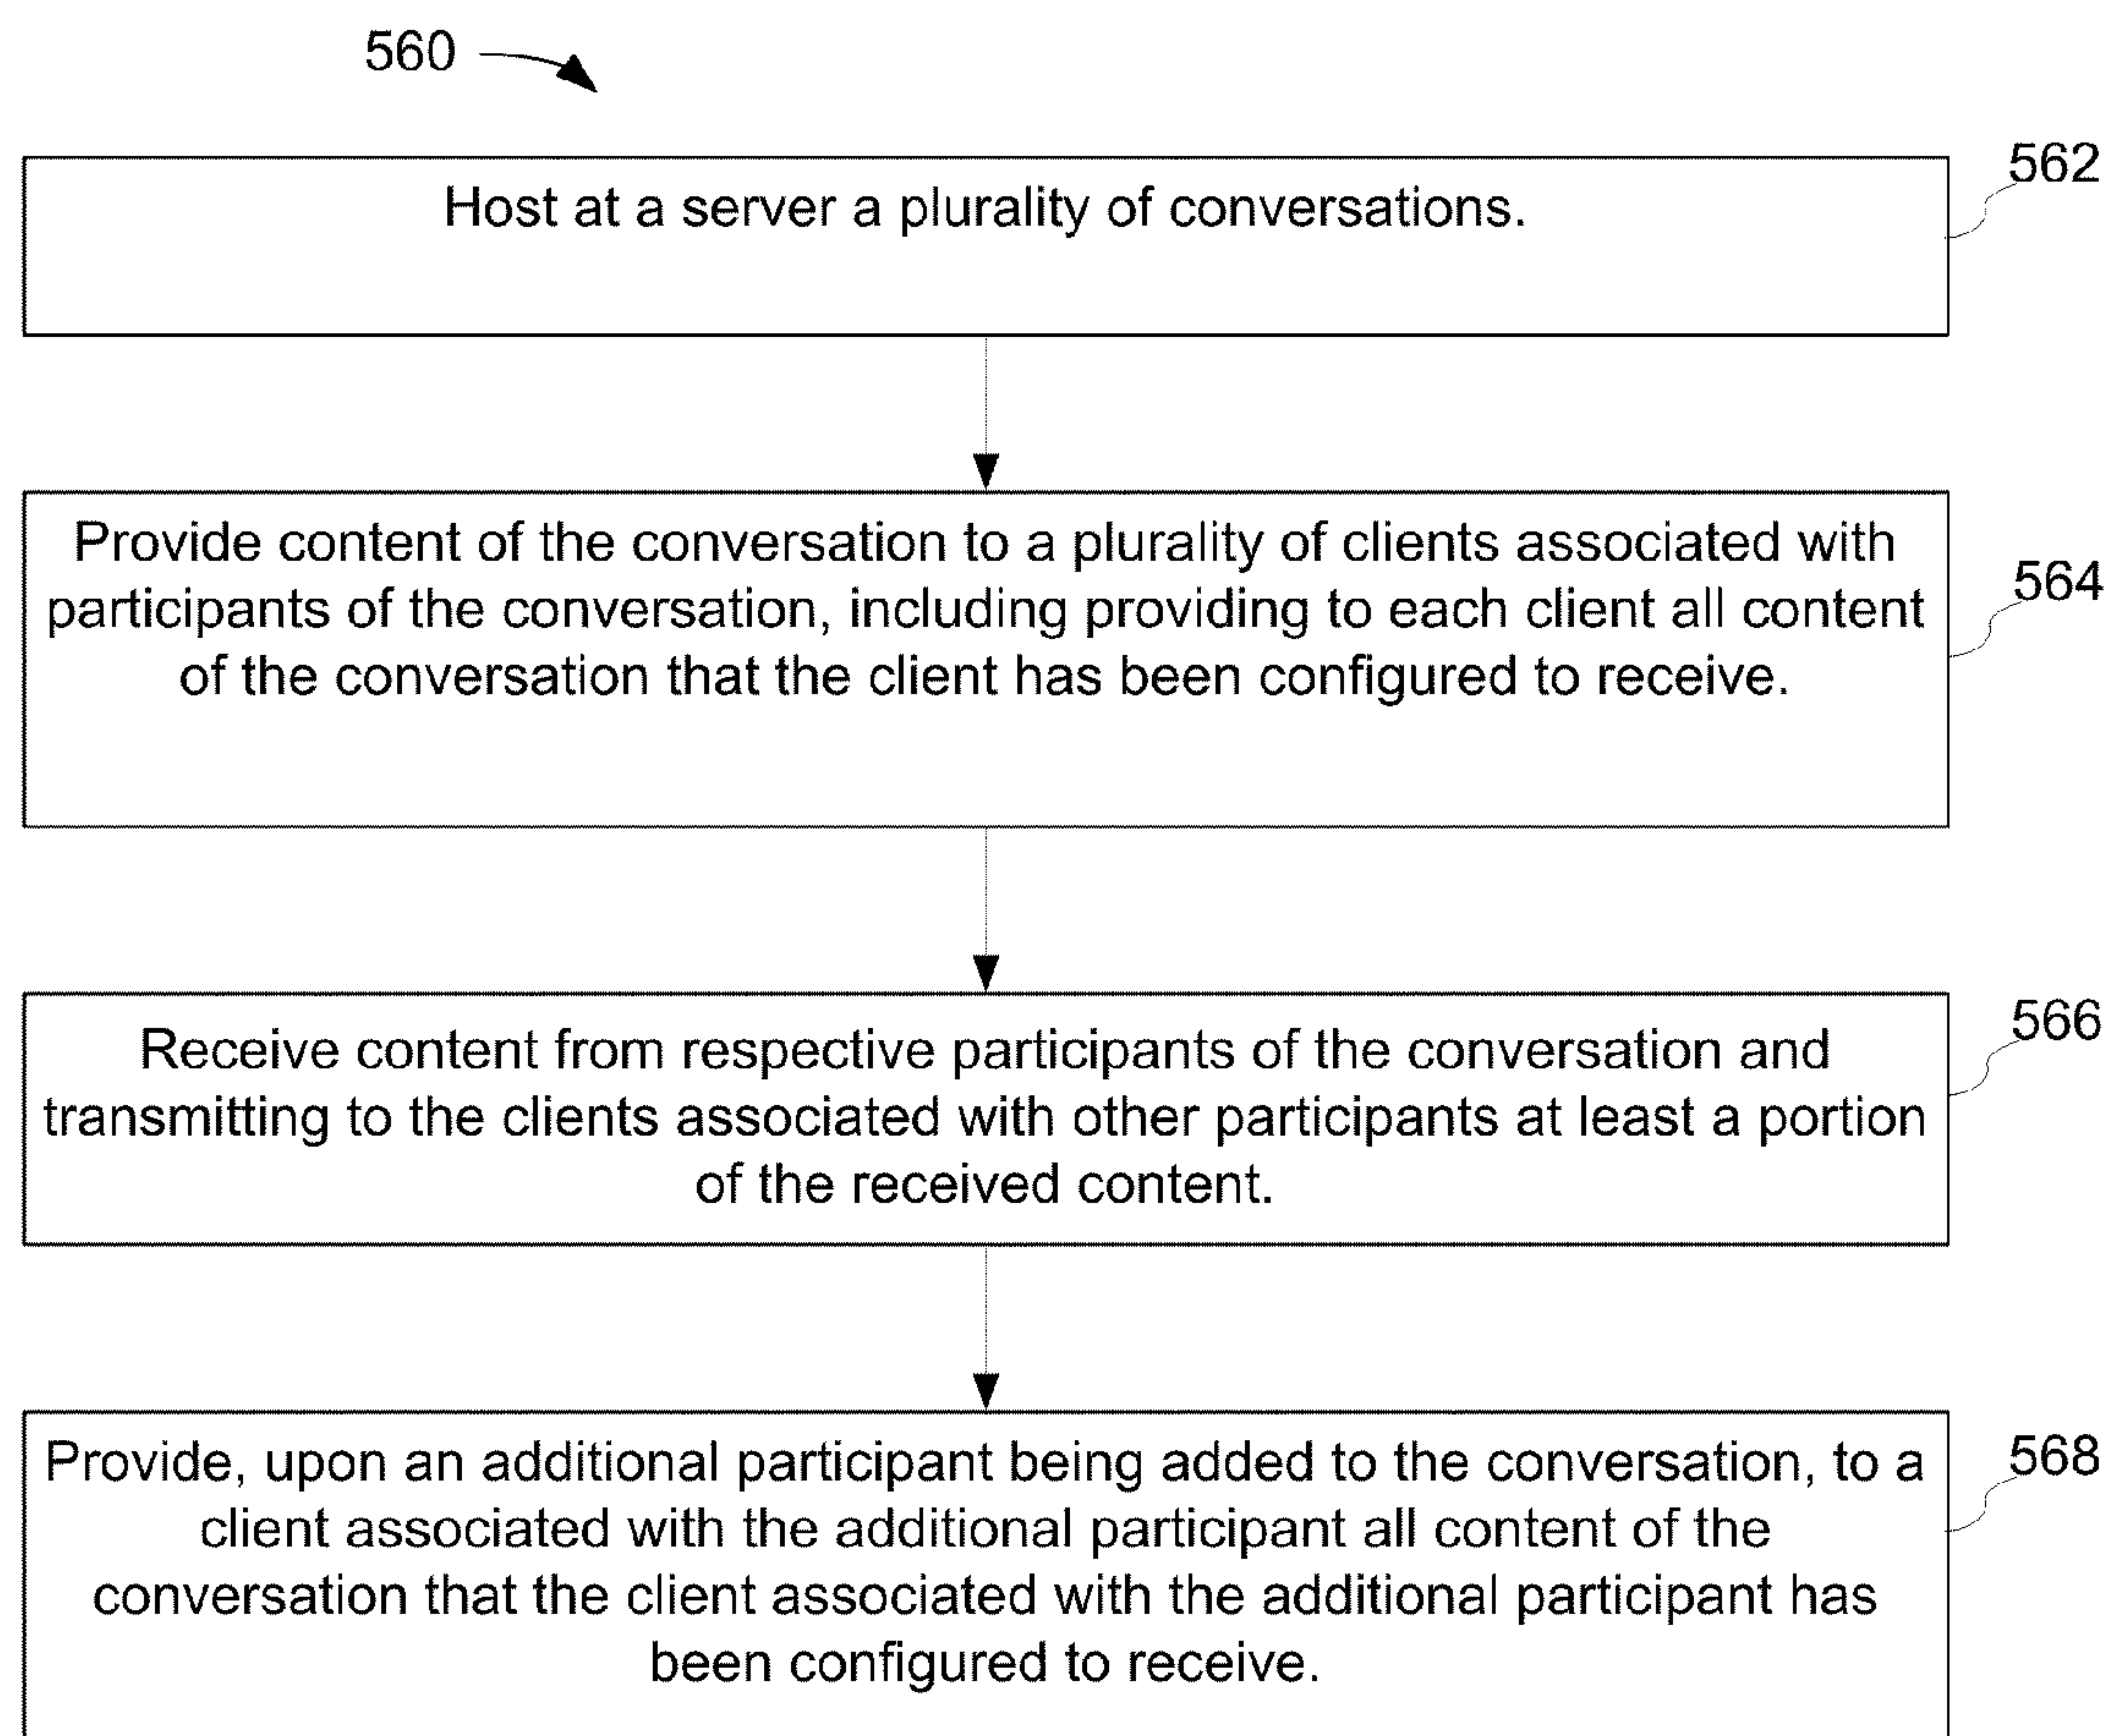 560
562
Host at a server a plurality of conversations.
Provide content of the conversation to a plurality of clients associated with
564
participants of the conversation, including providing to each client all content
of the conversation that the client has been configured to receive.
566
Receive content from respective participants of the conversation and
transmitting to the clients associated with other participants at least a portion
of the received content.
568
Provide, upon an additional participant being added to the conversation, to a
client associated with the additional participant all content of the
conversation that the client associated with the additional participant has
been configured to receive.